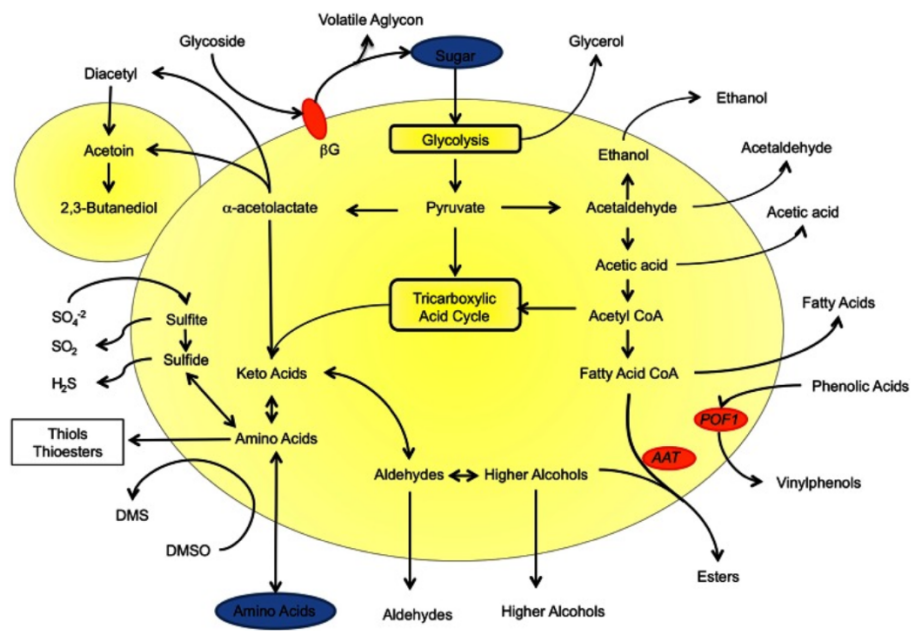 Volatile Aglycon
Glycoside
Sugar
Glycerol
Diacetyl
Ethanol
βG
Glycolysis
Ethanol
Acetaldehyde
Acetoin
2,3-Butanediol
α-acetolactate
Pyruvate
Acetaldehyde
Acetic acid
Acetic acid
SO₄⁻²
Sulfite
Tricarboxylic
Acid Cycle
Acetyl CoA
Fatty Acids
SO₂
Sulfide
H₂S
Keto Acids
Fatty Acid CoA
Phenolic Acids
POF1
Thiols
Thioesters
Amino Acids
AAT
Aldehydes
Higher Alcohols
Vinylphenols
DMS
DMSO
Esters
Amino Acids
Aldehydes
Higher Alcohols